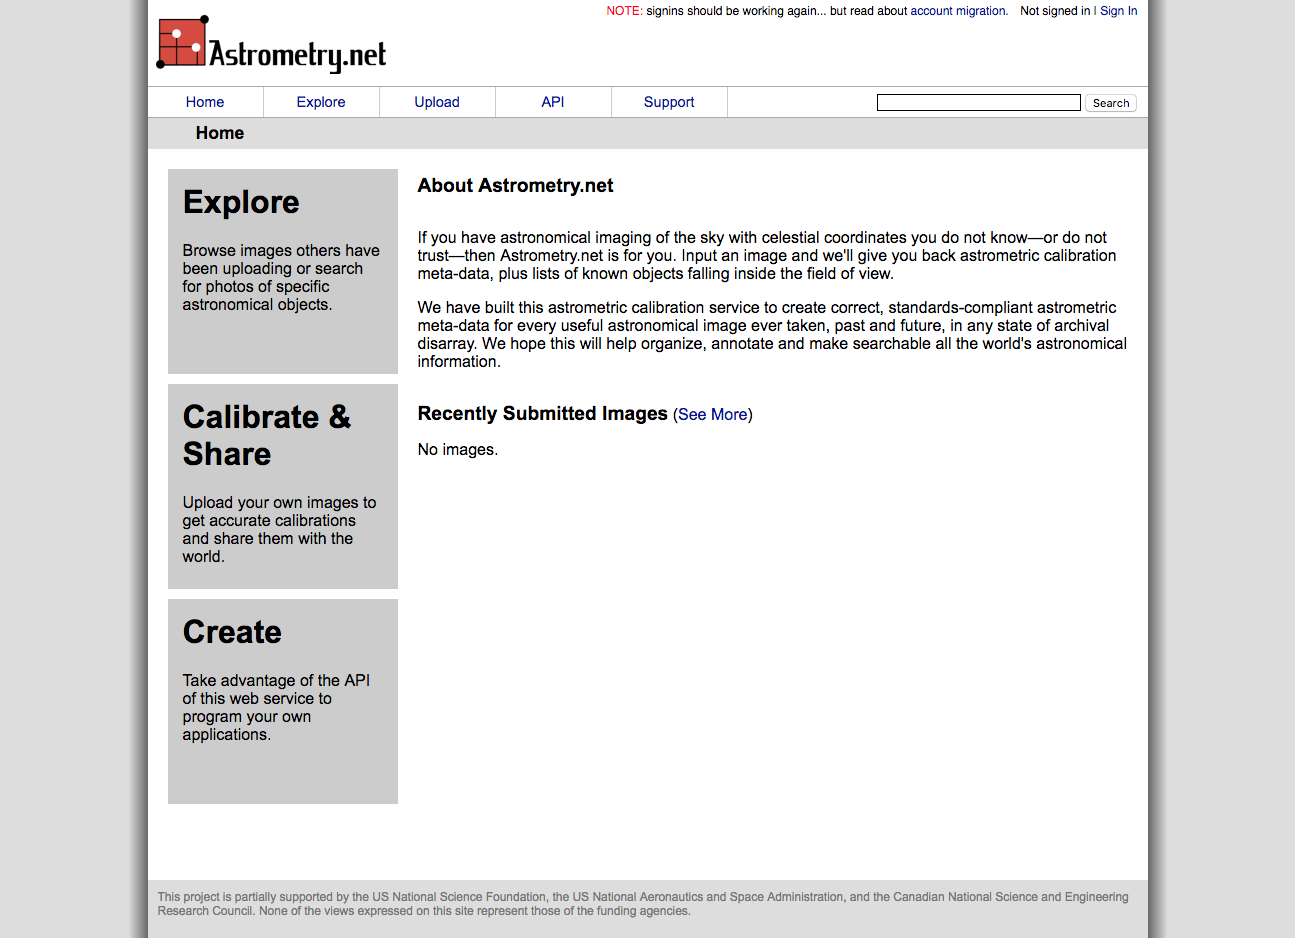 NOTE: signins should be working again... but read about account migration. Not signed in | Sign In
Astrometry.net
Home Explore Upload API Support Search
Home
Explore
Browse images others have
been uploading or search
for photos of specific
astronomical objects.
Calibrate &
Share
Upload your own images to
get accurate calibrations
and share them with the
world.
Create
Take advantage of the API
of this web service to
program your own
applications.
About Astrometry.net
If you have astronomical imaging of the sky with celestial coordinates you do not know—or do not
trust—then Astrometry.net is for you. Input an image and we'll give you back astrometric calibration
meta-data, plus lists of known objects falling inside the field of view.
We have built this astrometric calibration service to create correct, standards-compliant astrometric
meta-data for every useful astronomical image ever taken, past and future, in any state of archival
disarray. We hope this will help organize, annotate and make searchable all the world's astronomical
information.
Recently Submitted Images (See More)
No images.
This project is partially supported by the US National Science Foundation, the US National Aeronautics and Space Administration, and the Canadian National Science and Engineering
Research Council. None of the views expressed on this site represent those of the funding agencies.